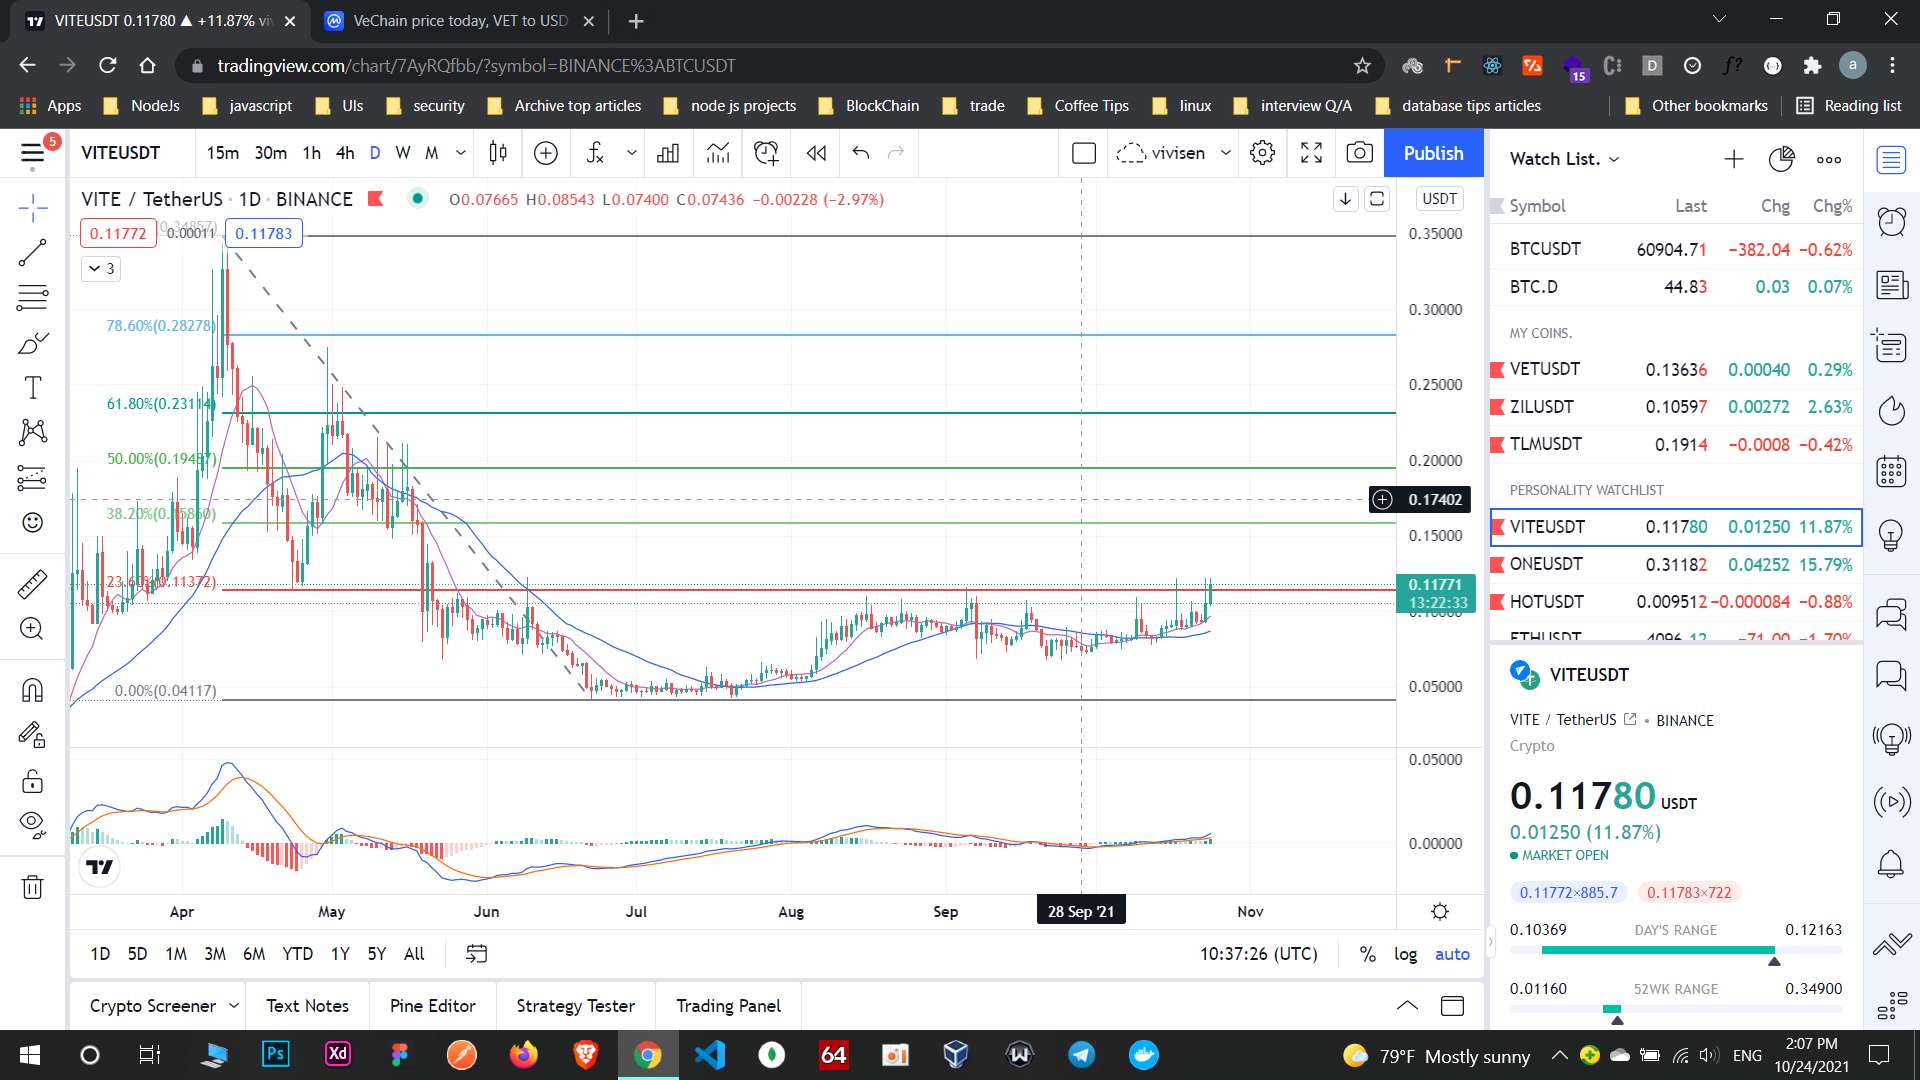 VITEUSDT 0.11780 ▲ +11.87% viv
VeChain price today, VET to USD
tradingview.com/chart/7AyRQfbb/?symbol=BINANCE%3ABTCUSDT
15
Apps NodeJs javascript UIs security Archive top articles node js projects BlockChain trade Coffee Tips linux interview Q/A database tips articles Other bookmarks Reading list
5
VITEUSDT 15m 30m 1h 4h D W M vivisen Publish
VITE / TetherUS · 1D · BINANCE O0.07665 H0.08543 L0.07400 C0.07436 −0.00228 (−2.97%)
USDT
0.11772 0.00011 0.11783
3
78.60%(0.28278)
61.80%(0.23114)
50.00%(0.19487)
38.20%(0.15860)
23.60%(0.11372)
0.00%(0.04117)
0.35000
0.30000
0.25000
0.20000
0.17402
0.15000
0.11771
13:22:33
0.10000
0.05000
0.05000
0.00000
Apr May Jun Jul Aug Sep 28 Sep '21 Nov
1D 5D 1M 3M 6M YTD 1Y 5Y All 10:37:26 (UTC) % log auto
Crypto Screener Text Notes Pine Editor Strategy Tester Trading Panel
Watch List.
Symbol Last Chg Chg%
BTCUSDT 60904.71 −382.04 −0.62%
BTC.D 44.83 0.03 0.07%
MY COINS.
VETUSDT 0.13636 0.00040 0.29%
ZILUSDT 0.10597 0.00272 2.63%
TLMUSDT 0.1914 −0.0008 −0.42%
PERSONALITY WATCHLIST
VITEUSDT 0.11780 0.01250 11.87%
ONEUSDT 0.31182 0.04252 15.79%
HOTUSDT 0.009512 −0.000084 −0.88%
ETHUSDT 4096.12 −71.00 −1.70%
VITEUSDT
VITE / TetherUS • BINANCE
Crypto
0.11780 USDT
0.01250 (11.87%)
MARKET OPEN
0.11772×885.7 0.11783×722
0.10369 DAY'S RANGE 0.12163
0.01160 52WK RANGE 0.34900
79°F Mostly sunny ENG 2:07 PM
10/24/2021